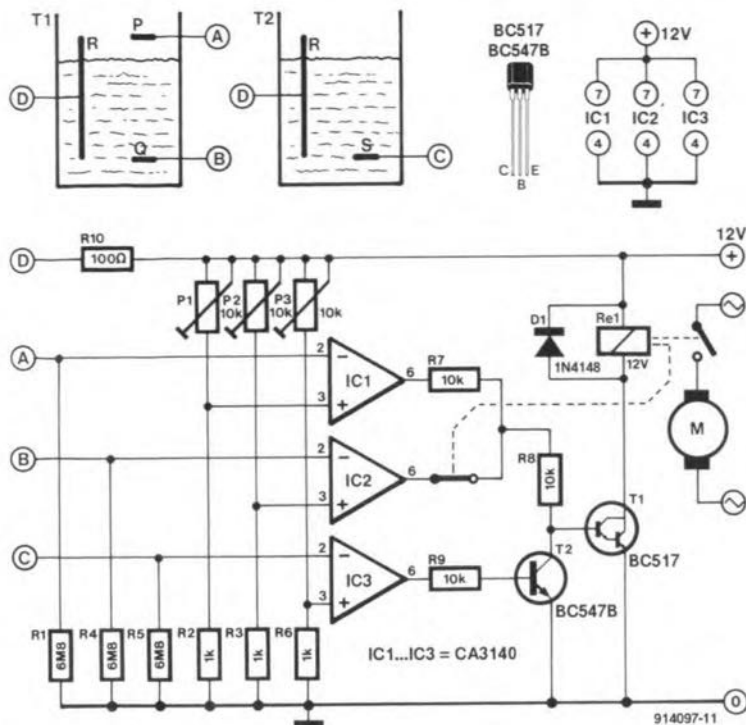 T1
P
A
R
D
Q
B
T2
R
D
S
C
BC517
BC547B
C
B
E
+ 12V
7
7
7
IC1
IC2
IC3
4
4
4
D
R10
100Ω
12V
+
P1
10k
P2
10k
P3
10k
D1
1N4148
Re1
12V
A
2
−
IC1
3
+
6
R7
10k
M
B
2
−
IC2
3
+
6
R8
10k
T1
BC517
C
2
−
IC3
3
+
6
R9
10k
T2
BC547B
R1
6M8
R4
6M8
R5
6M8
R2
1k
R3
1k
R6
1k
IC1...IC3 = CA3140
0
914097-11